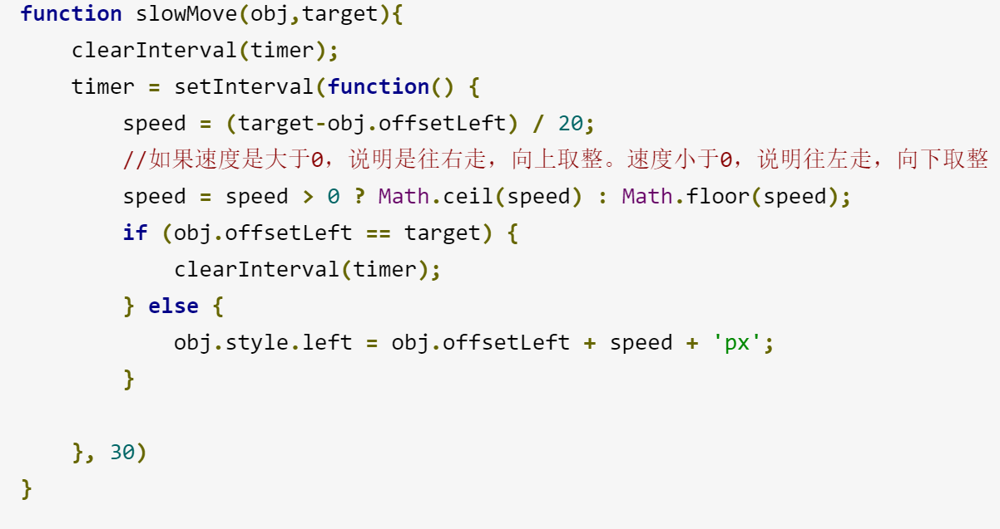 function slowMove(obj,target){
    clearInterval(timer);
    timer = setInterval(function() {
        speed = (target-obj.offsetLeft) / 20;
        //如果速度是大于0，说明是往右走，向上取整。速度小于0，说明往左走，向下取整
        speed = speed > 0 ? Math.ceil(speed) : Math.floor(speed);
        if (obj.offsetLeft == target) {
            clearInterval(timer);
        } else {
            obj.style.left = obj.offsetLeft + speed + 'px';
        }

    }, 30)
}